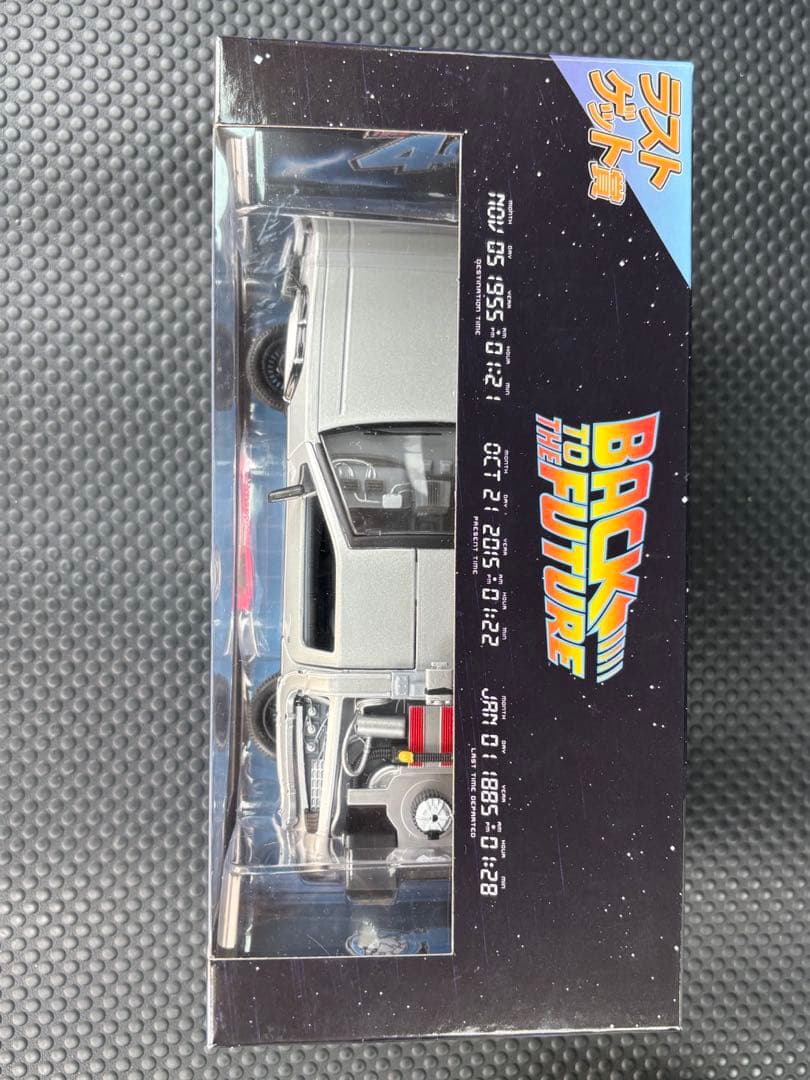 ラスト
ゲット賞
BACK
TO
THE FUTURE
MONTH DAY YEAR AM HOUR MIN
NOV 05 1955 PM : 01:21
DESTINATION TIME
MONTH DAY YEAR AM HOUR MIN
OCT 21 2015 PM : 01:22
PRESENT TIME
MONTH DAY YEAR AM HOUR MIN
JAN 01 1885 PM : 01:28
LAST TIME DEPARTED